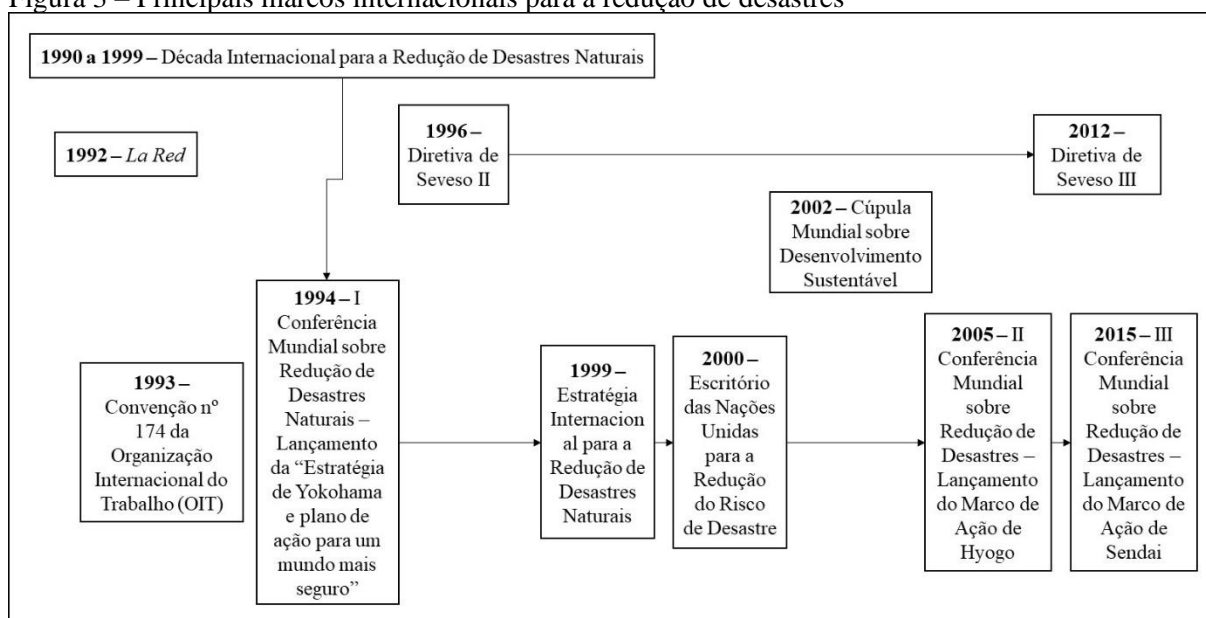 Figura 3 – Principais marcos internacionais para a redução de desastres
1990 a 1999 – Década Internacional para a Redução de Desastres Naturais
1992 – La Red
1996 –
Diretiva de
Seveso II
2012 –
Diretiva de
Seveso III
2002 – Cúpula
Mundial sobre
Desenvolvimento
Sustentável
1993 –
Convenção nº
174 da
Organização
Internacional do
Trabalho (OIT)
1994 – I
Conferência
Mundial sobre
Redução de
Desastres
Naturais –
Lançamento
da “Estratégia
de Yokohama
e plano de
ação para um
mundo mais
seguro”
1999 –
Estratégia
Internacion
al para a
Redução de
Desastres
Naturais
2000 –
Escritório
das Nações
Unidas
para a
Redução
do Risco
de Desastre
2005 – II
Conferência
Mundial
sobre
Redução de
Desastres –
Lançamento
do Marco de
Ação de
Hyogo
2015 – III
Conferência
Mundial
sobre
Redução de
Desastres –
Lançamento
do Marco de
Ação de
Sendai